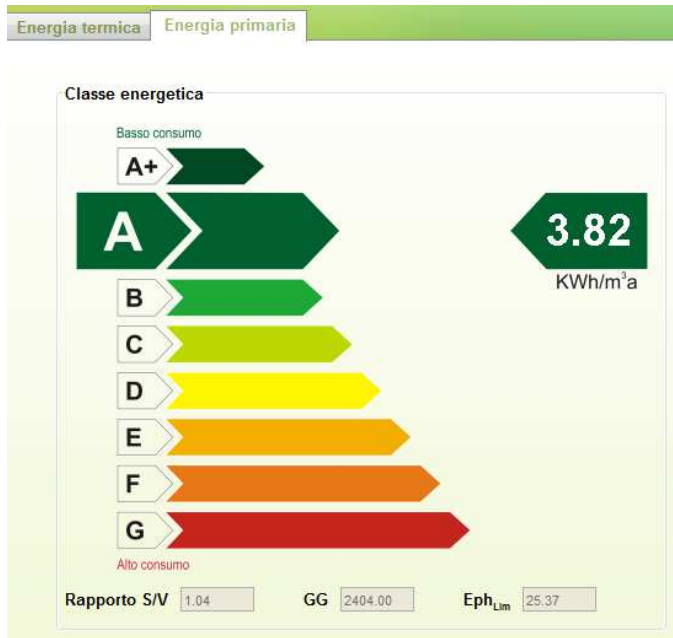 Energia termica Energia primaria
Classe energetica
Basso consumo
A+
A 3.82
KWh/m³a
B
C
D
E
F
G
Alto consumo
Rapporto S/V 1.04 GG 2404.00 Eph_Lim 25.37